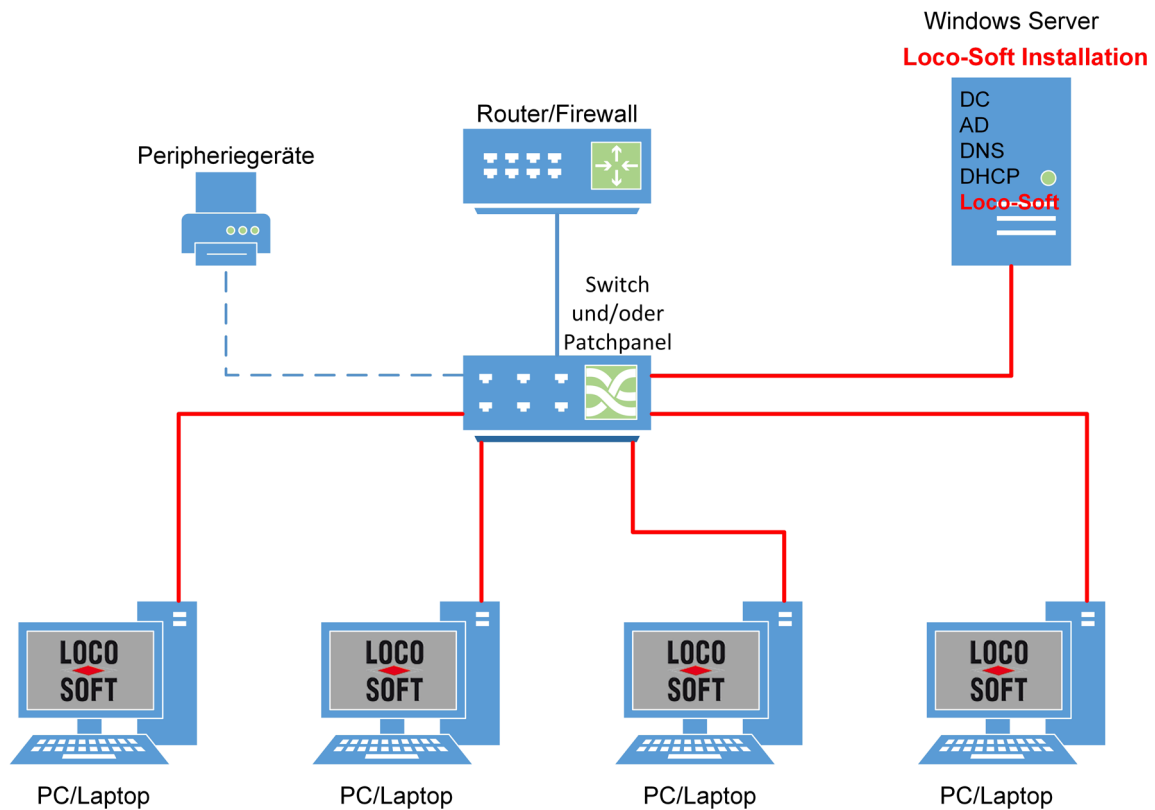 Windows Server
Loco-Soft Installation
DC
AD
DNS
DHCP
Loco-Soft
Router/Firewall
Peripheriegeräte
Switch
und/oder
Patchpanel
LOCO
SOFT
LOCO
SOFT
LOCO
SOFT
LOCO
SOFT
PC/Laptop
PC/Laptop
PC/Laptop
PC/Laptop